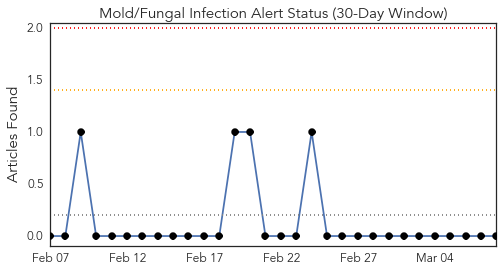 Mold/Fungal Infection Alert Status (30-Day Window)
2.0
1.5
1.0
0.5
0.0
Articles Found
Feb 07
Feb 12
Feb 17
Feb 22
Feb 27
Mar 04